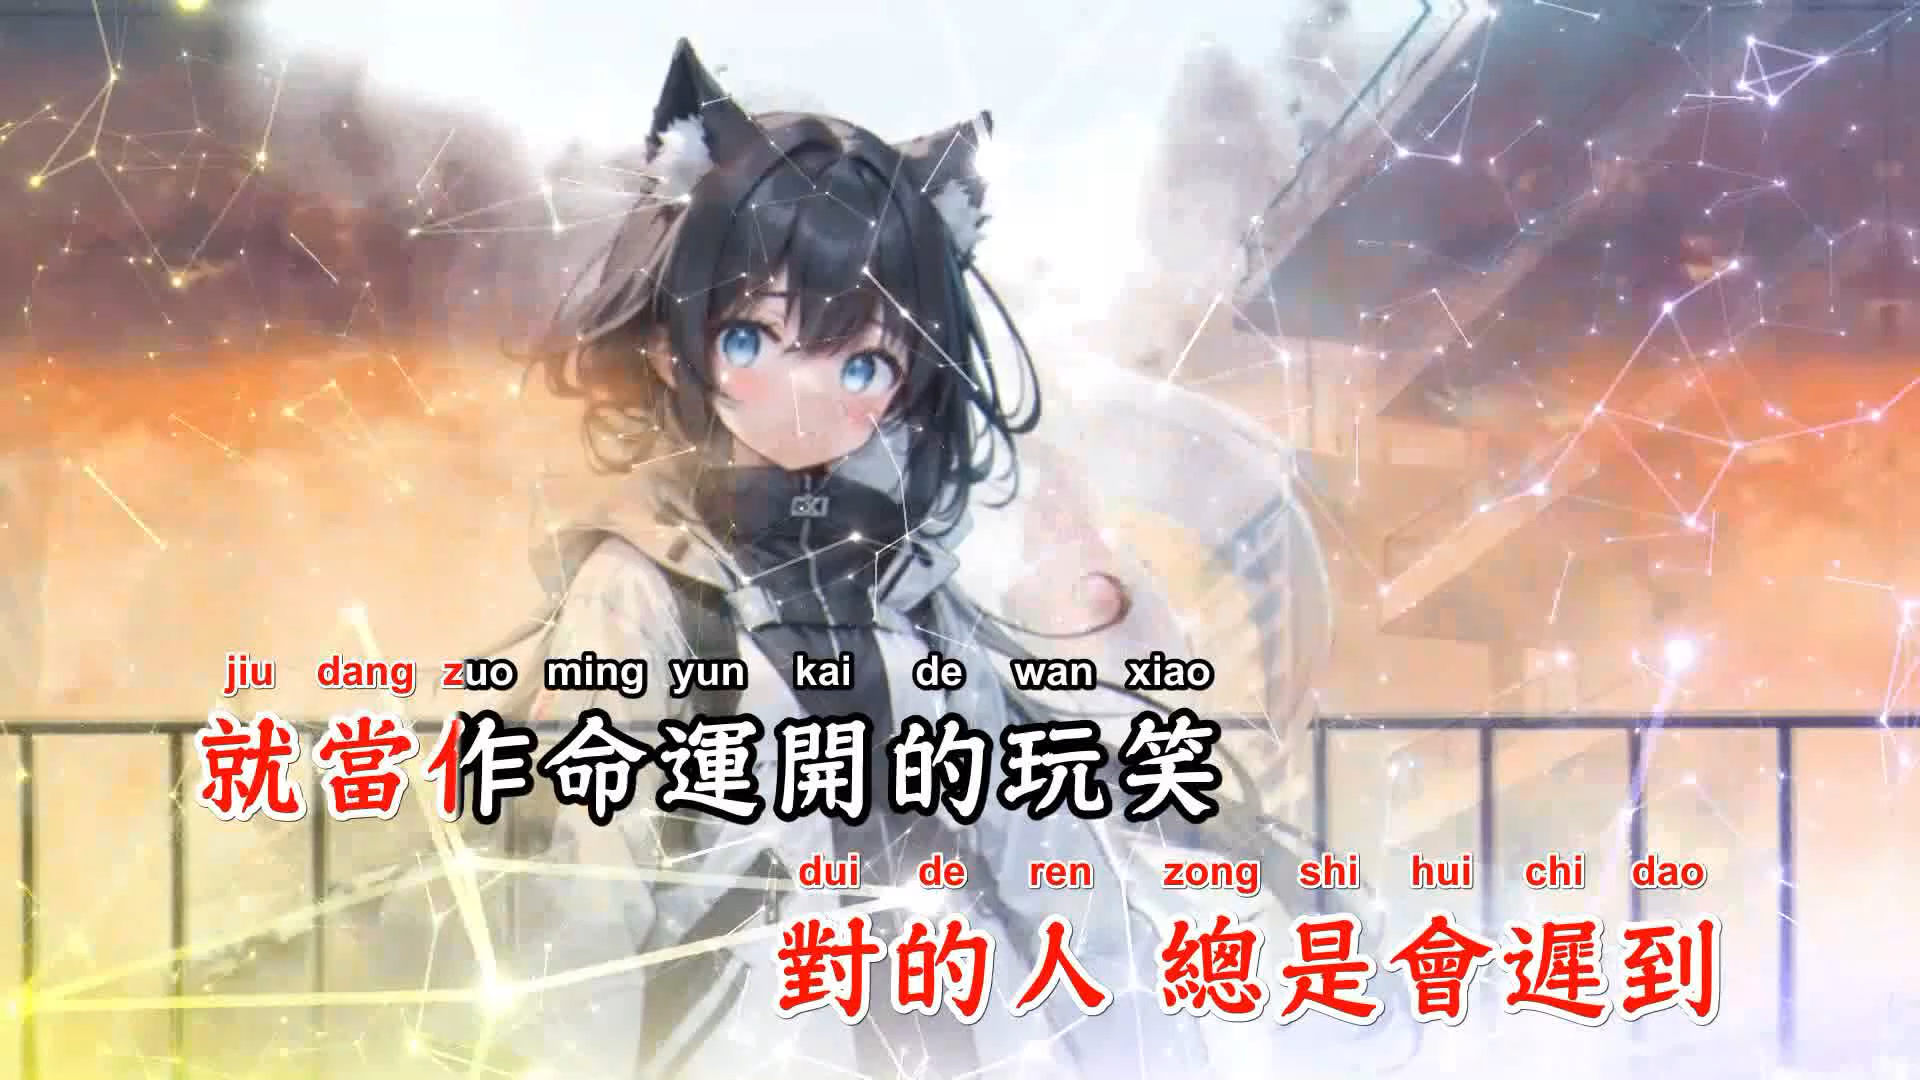 jiu dang zuo ming yun kai de wan xiao
就當作命運開的玩笑
dui de ren zong shi hui chi dao
對的人 總是會遲到